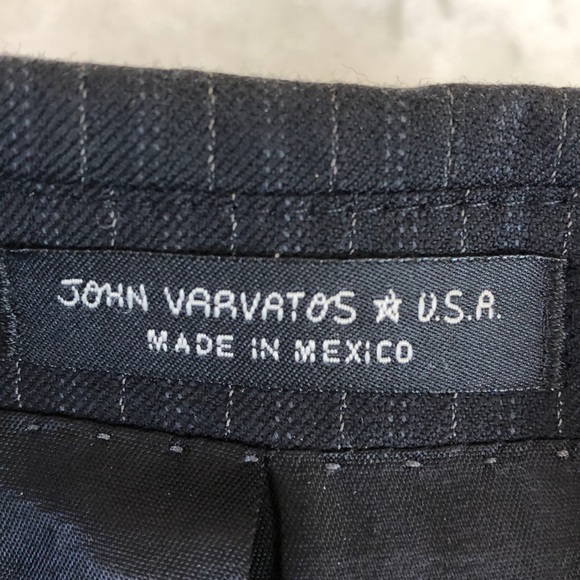 JOHN VARVATOS ☆ U.S.A.
MADE IN MEXICO